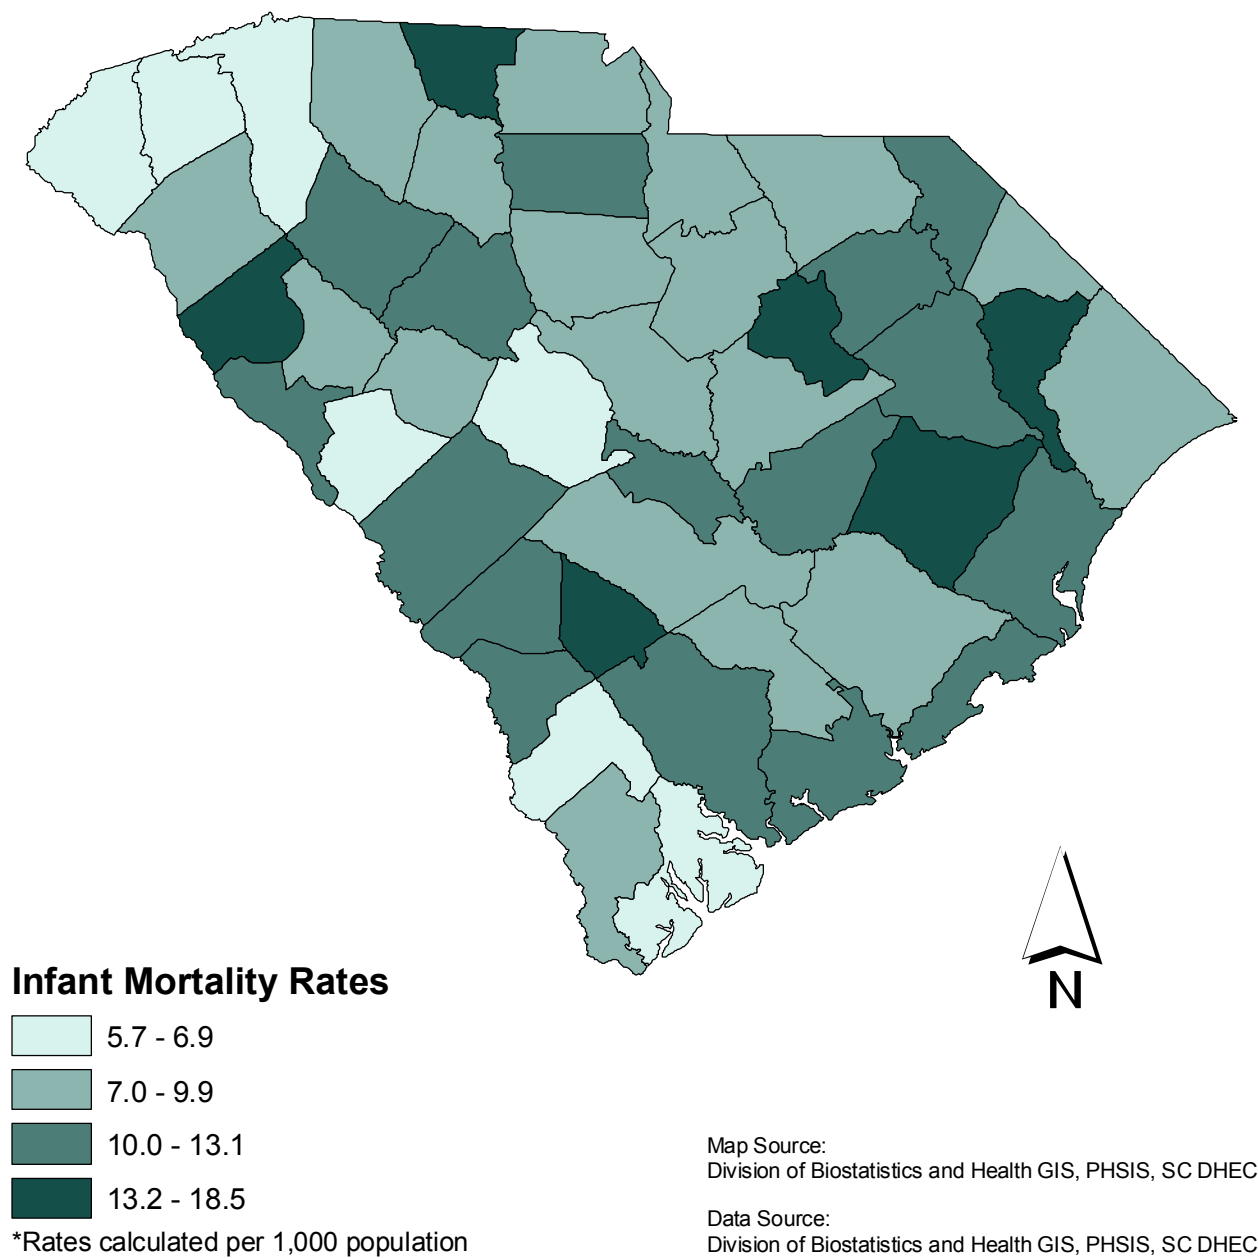 Infant Mortality Rates
5.7 - 6.9
7.0 - 9.9
10.0 - 13.1
13.2 - 18.5
*Rates calculated per 1,000 population
N
Map Source:
Division of Biostatistics and Health GIS, PHSIS, SC DHEC
Data Source:
Division of Biostatistics and Health GIS, PHSIS, SC DHEC